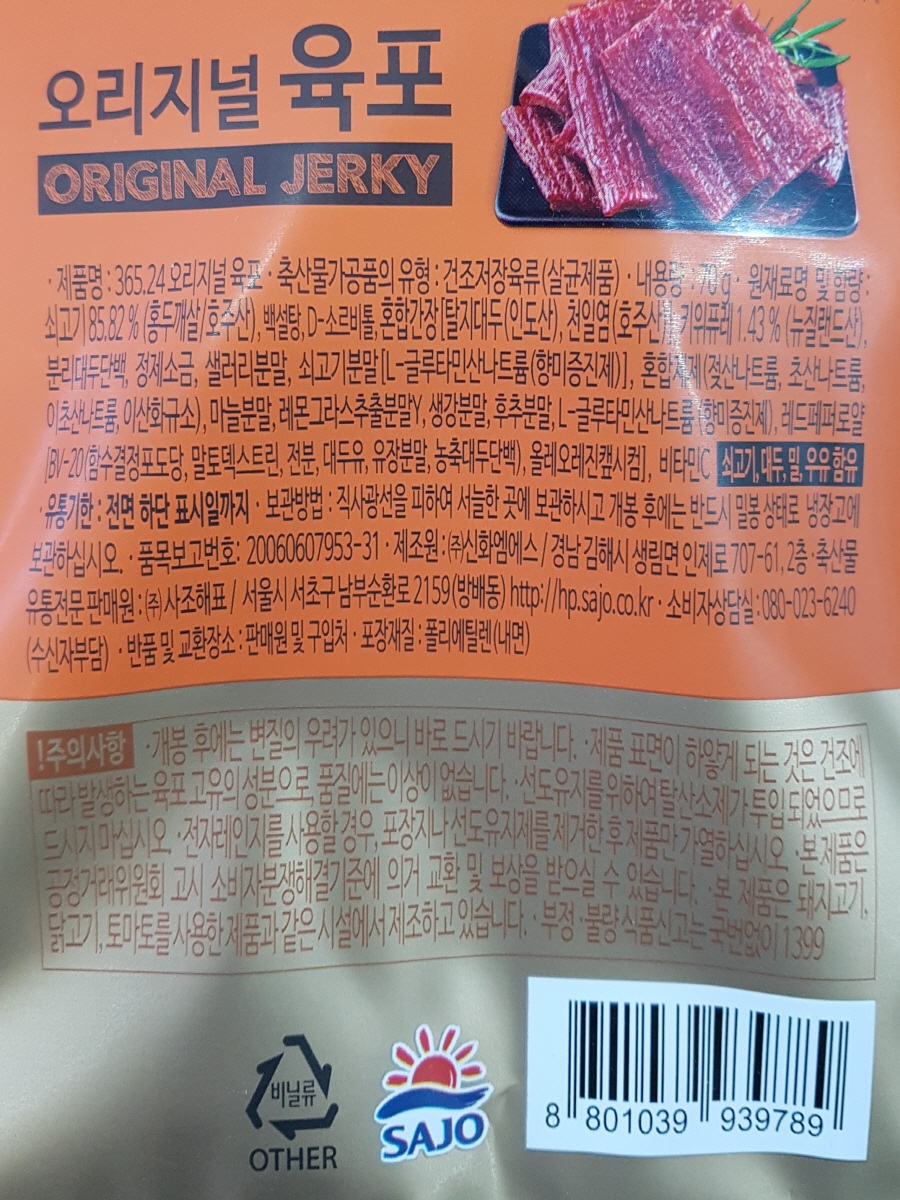 오리지널 육포
ORIGINAL JERKY
· 제품명 : 365.24 오리지널 육포 · 축산물가공품의 유형 : 건조저장육류(살균제품) · 내용량 : 70g · 원재료명 및 함량 :
쇠고기 85.82 % (홍두깨살/호주산), 백설탕, D-소르비톨, 혼합간장[탈지대두(인도산), 천일염(호주산)], 키위퓨레 1.43 % (뉴질랜드산),
분리대두단백, 정제소금, 샐러리분말, 쇠고기분말[L-글루타민산나트륨(향미증진제)], 혼합제제(젖산나트륨, 초산나트륨,
이초산나트륨, 이산화규소), 마늘분말, 레몬그라스추출분말Y, 생강분말, 후추분말, L-글루타민산나트륨(향미증진제), 레드페퍼로얄
[BV-20(함수결정포도당, 말토덱스트린, 전분, 대두유, 유장분말, 농축대두단백), 올레오레진캪시컴], 비타민C 쇠고기, 대두, 밀, 우유 함유
· 유통기한 : 전면 하단 표시일까지 · 보관방법 : 직사광선을 피하여 서늘한 곳에 보관하시고 개봉 후에는 반드시 밀봉 상태로 냉장고에
보관하십시오. · 품목보고번호: 20060607953-31 · 제조원 : (주)신화엠에스 / 경남 김해시 생림면 인제로 707-61, 2층 · 축산물
유통전문판매원 : (주) 사조해표 / 서울시 서초구 남부순환로 2159(방배동) http://hp.sajo.co.kr · 소비자상담실 : 080-023-6240
(수신자부담) · 반품 및 교환장소 : 판매원 및 구입처 · 포장재질 : 폴리에틸렌(내면)
!주의사항 · 개봉 후에는 변질의 우려가 있으니 바로 드시기 바랍니다. · 제품 표면이 하얗게 되는 것은 건조에
따라 발생하는 육포 고유의 성분으로, 품질에는 이상이 없습니다. · 선도유지를 위하여 탈산소제가 투입 되었으므로
드시지 마십시오. · 전자레인지를 사용할 경우, 포장지나 선도유지제를 제거한 후 제품만 가열하십시오. · 본 제품은
공정거래위원회 고시 소비자분쟁해결기준에 의거 교환 및 보상을 받으실 수 있습니다. · 본 제품은 돼지고기,
닭고기, 토마토를 사용한 제품과 같은 시설에서 제조하고 있습니다. · 부정·불량식품신고는 국번없이 1399
비닐류
OTHER
SAJO
8 801039 939789